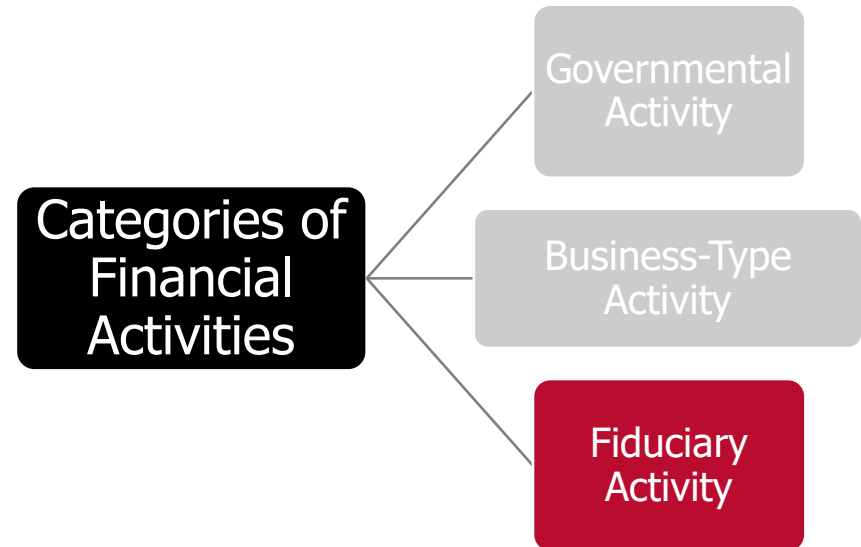 Categories of
Financial
Activities
Governmental
Activity
Business-Type
Activity
Fiduciary
Activity